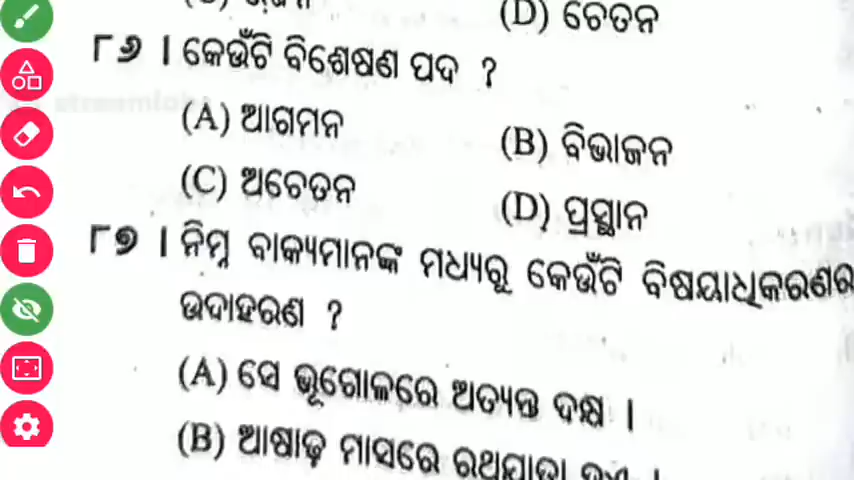 (D) ଚେତନ
୮୬ । କେଉଁଟି ବିଶେଷଣ ପଦ ?
(A) ଆଗମନ
(B) ବିଭାଜନ
(C) ଅଚେତନ
(D) ପ୍ରସ୍ଥାନ
୮୭ । ନିମ୍ନ ବାକ୍ୟମାନଙ୍କ ମଧ୍ୟରୁ କେଉଁଟି ବିଷୟାଧିକରଣର
ଉଦାହରଣ ?
(A) ସେ ଭୂଗୋଳରେ ଅତ୍ୟନ୍ତ ଦକ୍ଷ ।
(B) ଆଷାଢ଼ ମାସରେ ରଥଯାତ୍ରା